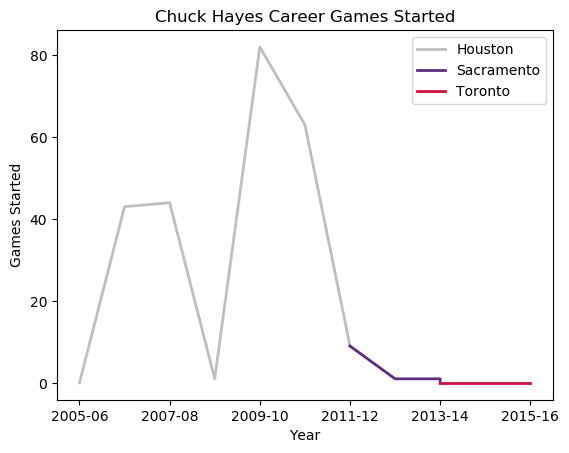 Chuck Hayes Career Games Started
Houston
Sacramento
Toronto
Games Started
80
60
40
20
0
2005-06 2007-08 2009-10 2011-12 2013-14 2015-16
Year